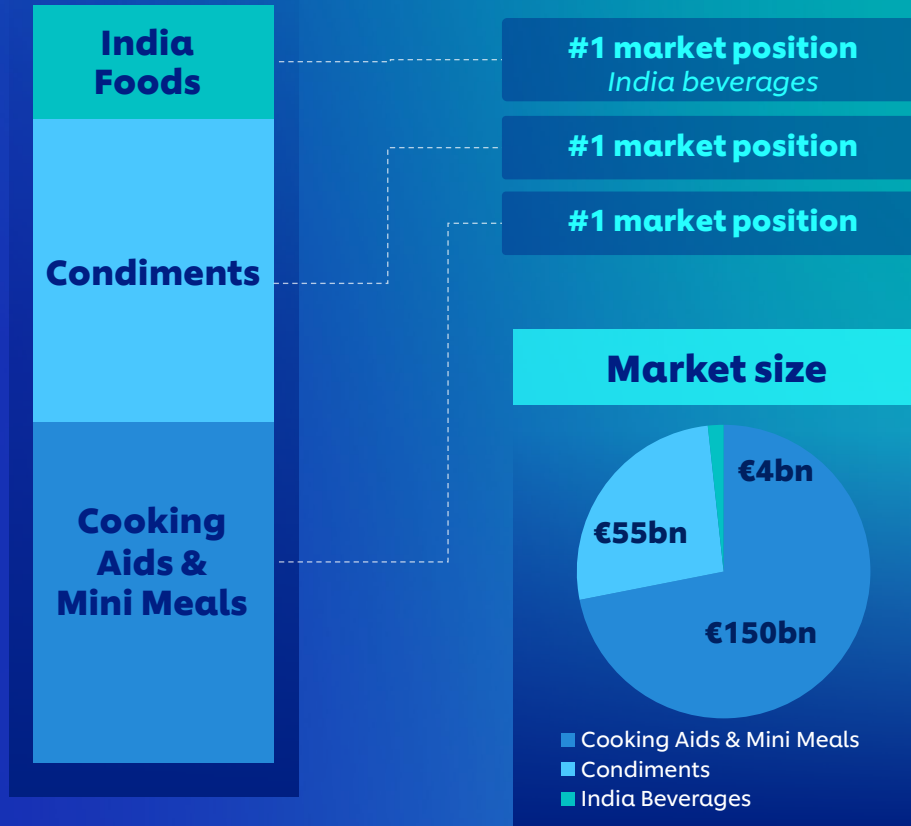 India
Foods
Condiments
Cooking
Aids &
Mini Meals
#1 market position
India beverages
#1 market position
#1 market position
Market size
€4bn
€55bn
€150bn
Cooking Aids & Mini Meals
Condiments
India Beverages